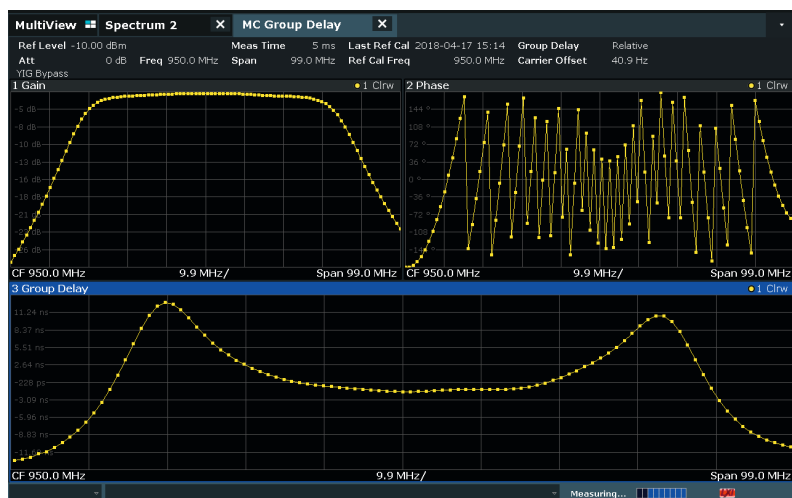 MultiView Spectrum 2 X MC Group Delay X
Ref Level -10.00 dBm Meas Time 5 ms Last Ref Cal 2018-04-17 15:14 Group Delay Relative
Att 0 dB Freq 950.0 MHz Span 99.0 MHz Ref Cal Freq 950.0 MHz Carrier Offset 40.9 Hz
YIG Bypass
1 Gain 1 Clrw
-5 dB
-8 dB
-10 dB
-13 dB
-16 dB
-18 dB
-21 dB
CF 950.0 MHz 9.9 MHz/ Span 99.0 MHz
2 Phase 1 Clrw
144 °
108 °
72 °
36 °
0 °
-36 °
-72 °
CF 950.0 MHz 9.9 MHz/ Span 99.0 MHz
3 Group Delay 1 Clrw
11.24 ns
8.37 ns
5.51 ns
2.64 ns
-228 ps
-3.09 ns
-5.96 ns
-8.83 ns
CF 950.0 MHz 9.9 MHz/ Span 99.0 MHz
Measuring...